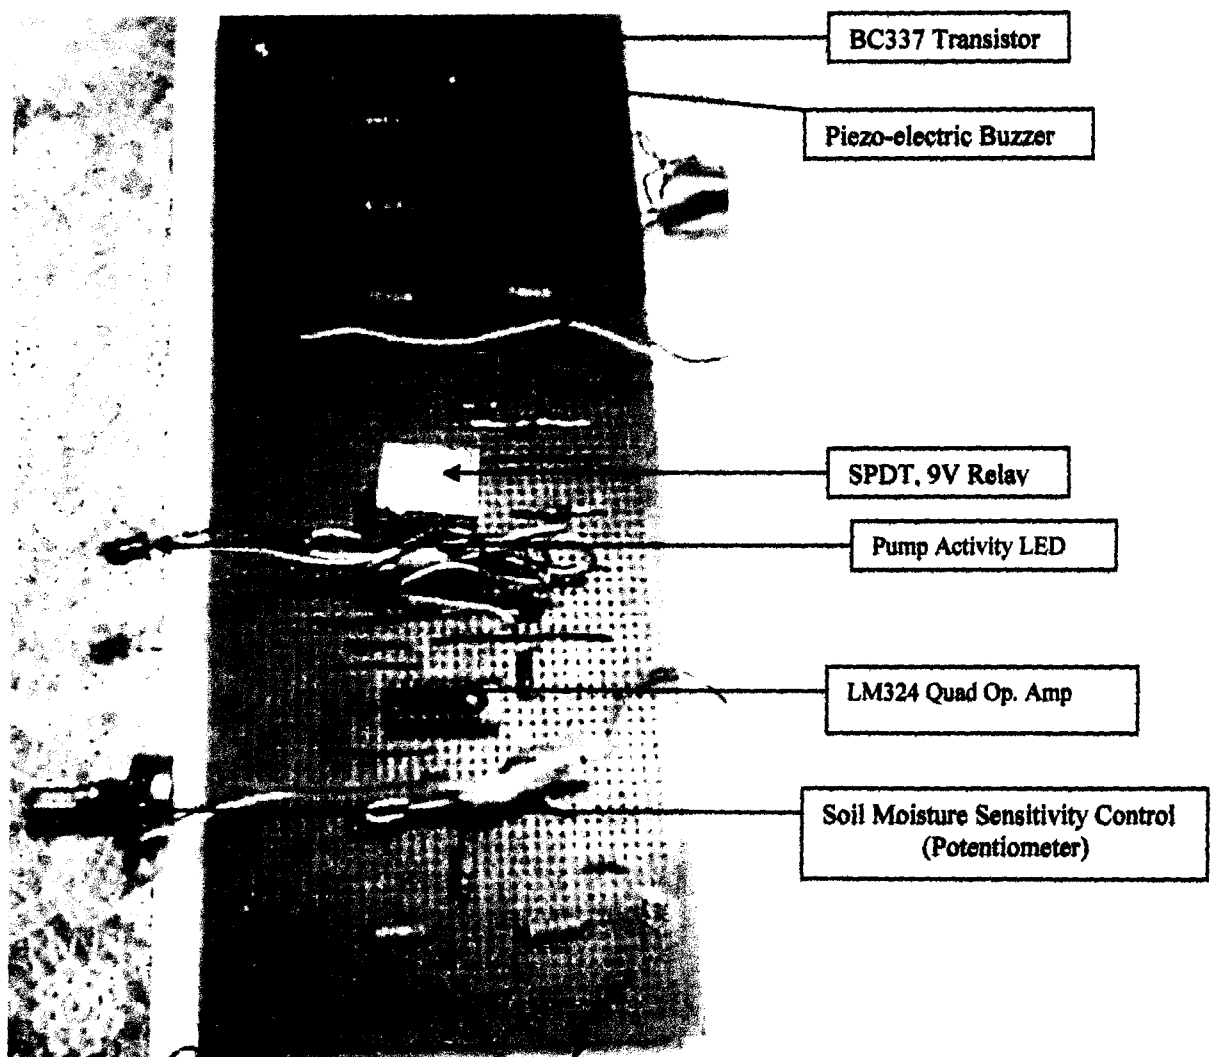 BC337 Transistor
Piezo-electric Buzzer
SPDT, 9V Relay
Pump Activity LED
LM324 Quad Op. Amp
Soil Moisture Sensitivity Control
(Potentiometer)